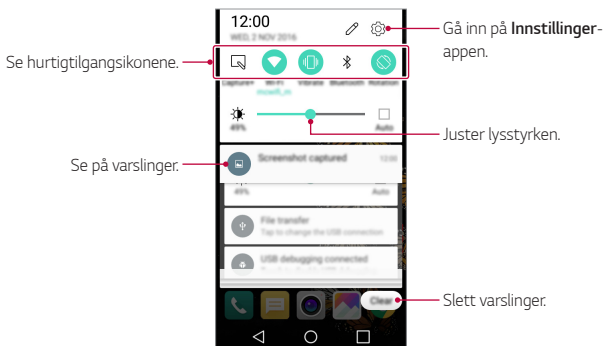 12:00
WED, 2 NOV 2016
Gå inn på Innstillinger-
appen.
Se hurtigtilgangsikonene.
Capture+ Wi-Fi Vibrate Bluetooth Rotation
mowifi_m
49% Auto
Juster lysstyrken.
Se på varslinger.
Screenshot captured 12:00
49% Auto
File transfer
Tap to change the USB connection
USB debugging connected
Clear
Slett varslinger.